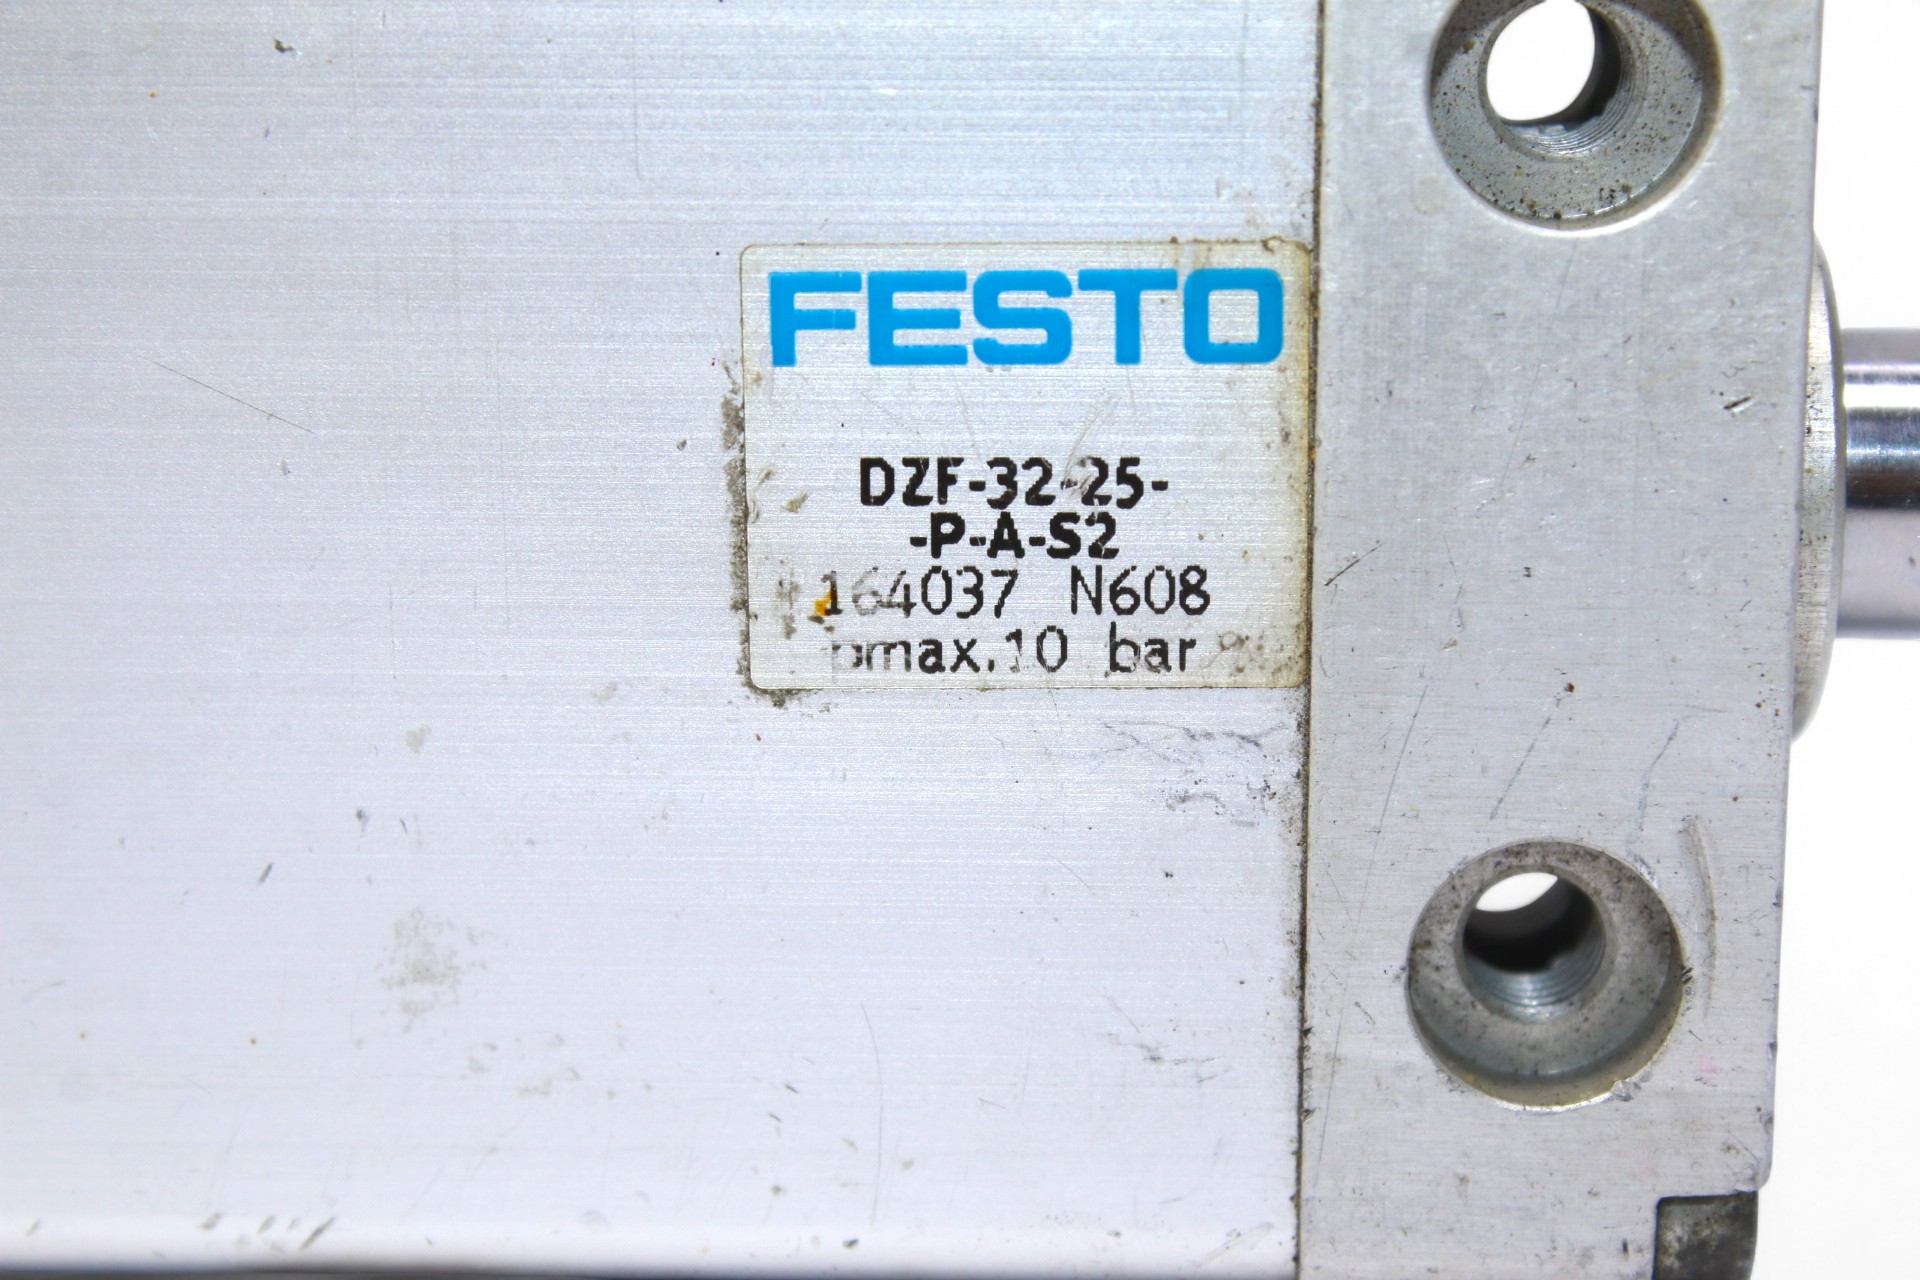 FESTO
DZF-32-25-
-P-A-S2
164037 N608
pmax.10 bar